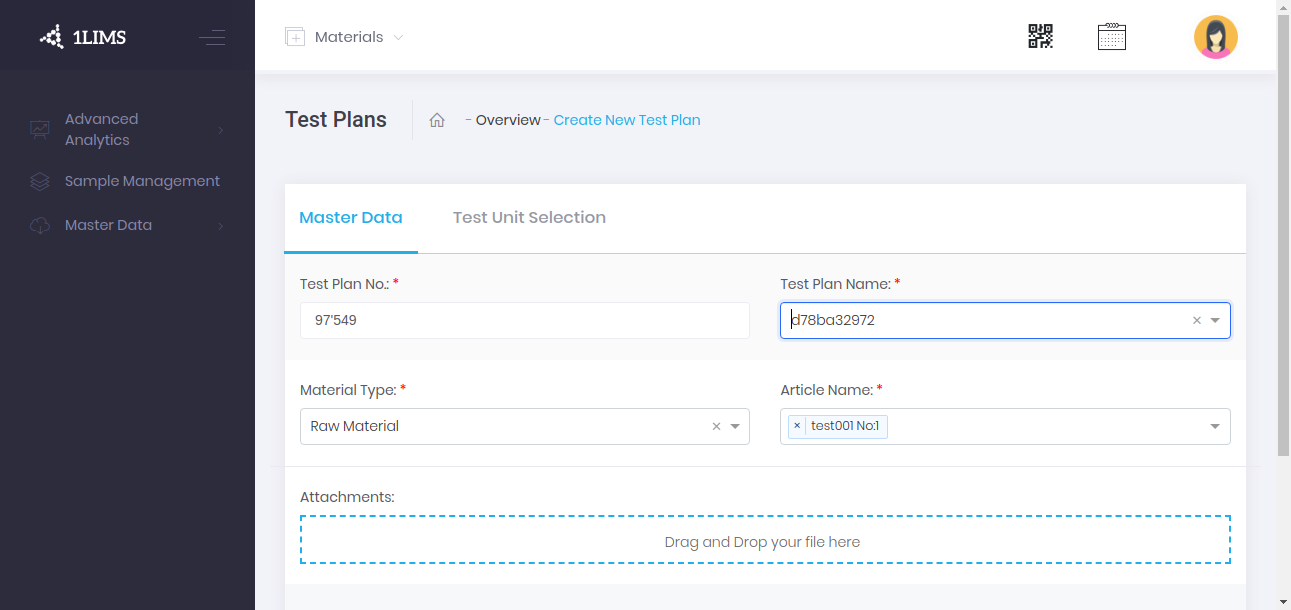 1LIMS
Materials
Advanced
Analytics
Sample Management
Master Data
Test Plans
- Overview - Create New Test Plan
Master Data
Test Unit Selection
Test Plan No.: *
97'549
Test Plan Name: *
d78ba32972
×
Material Type: *
Raw Material
×
Article Name: *
× test001 No:1
Attachments:
Drag and Drop your file here